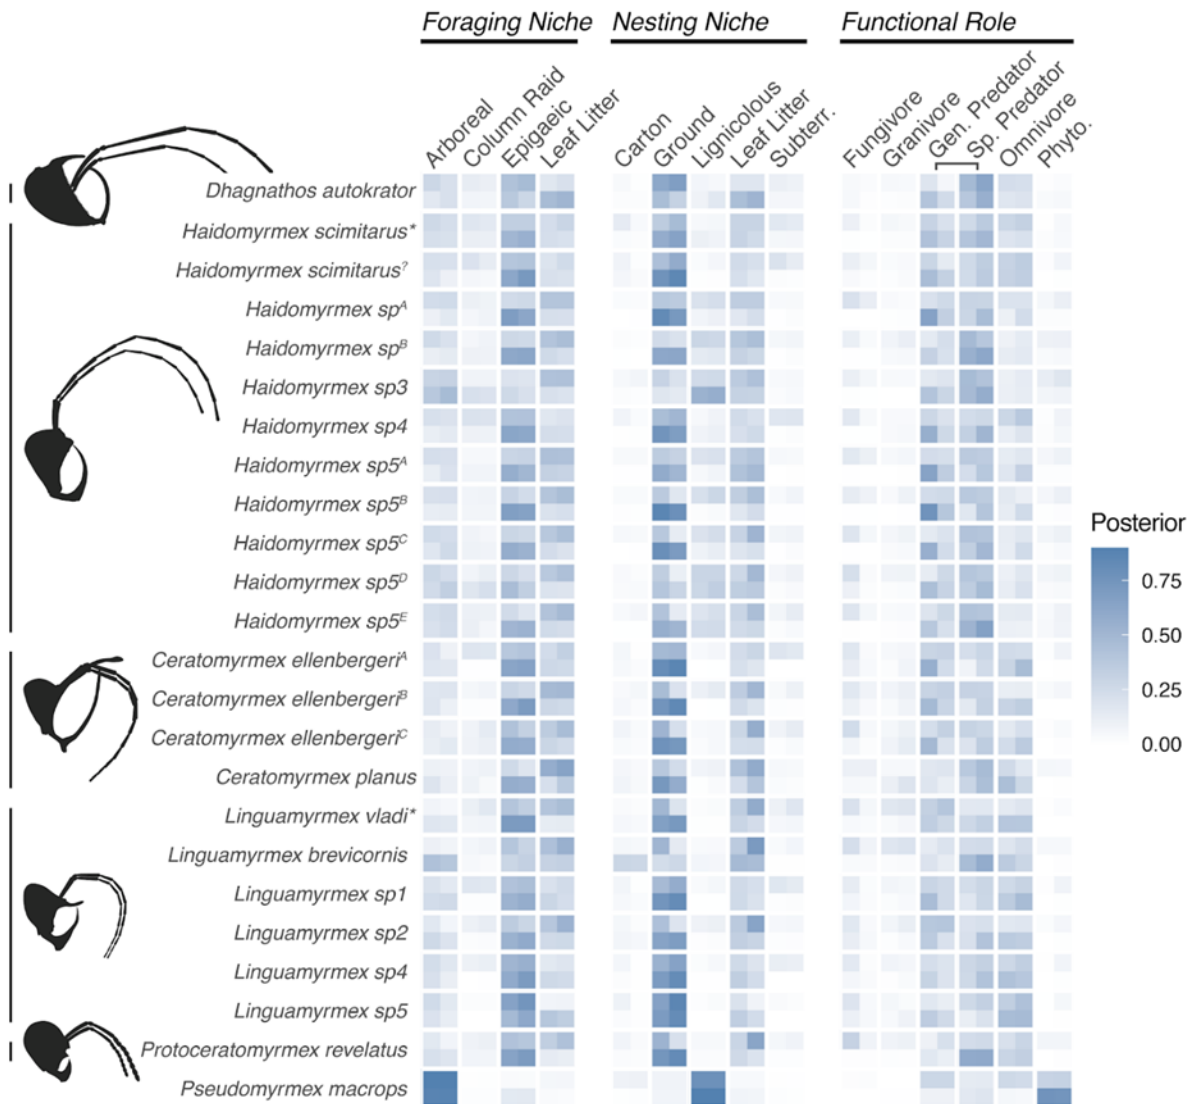 Foraging Niche Nesting Niche Functional Role
Arboreal Column Raid Epigaeic Leaf Litter Carton Ground Lignicolous Leaf Litter Subterr. Fungivore Granivore Gen. Predator Sp. Predator Omnivore Phyto.
Dhagnathos autokrator
Haidomyrmex scimitarus*
Haidomyrmex scimitarus?
Haidomyrmex spA
Haidomyrmex spB
Haidomyrmex sp3
Haidomyrmex sp4
Haidomyrmex sp5A
Haidomyrmex sp5B
Haidomyrmex sp5C
Haidomyrmex sp5D
Haidomyrmex sp5E
Ceratomyrmex ellenbergeriA
Ceratomyrmex ellenbergeriB
Ceratomyrmex ellenbergeriC
Ceratomyrmex planus
Linguamyrmex vladi*
Linguamyrmex brevicornis
Linguamyrmex sp1
Linguamyrmex sp2
Linguamyrmex sp4
Linguamyrmex sp5
Protoceratomyrmex revelatus
Pseudomyrmex macrops
Posterior
0.75
0.50
0.25
0.00